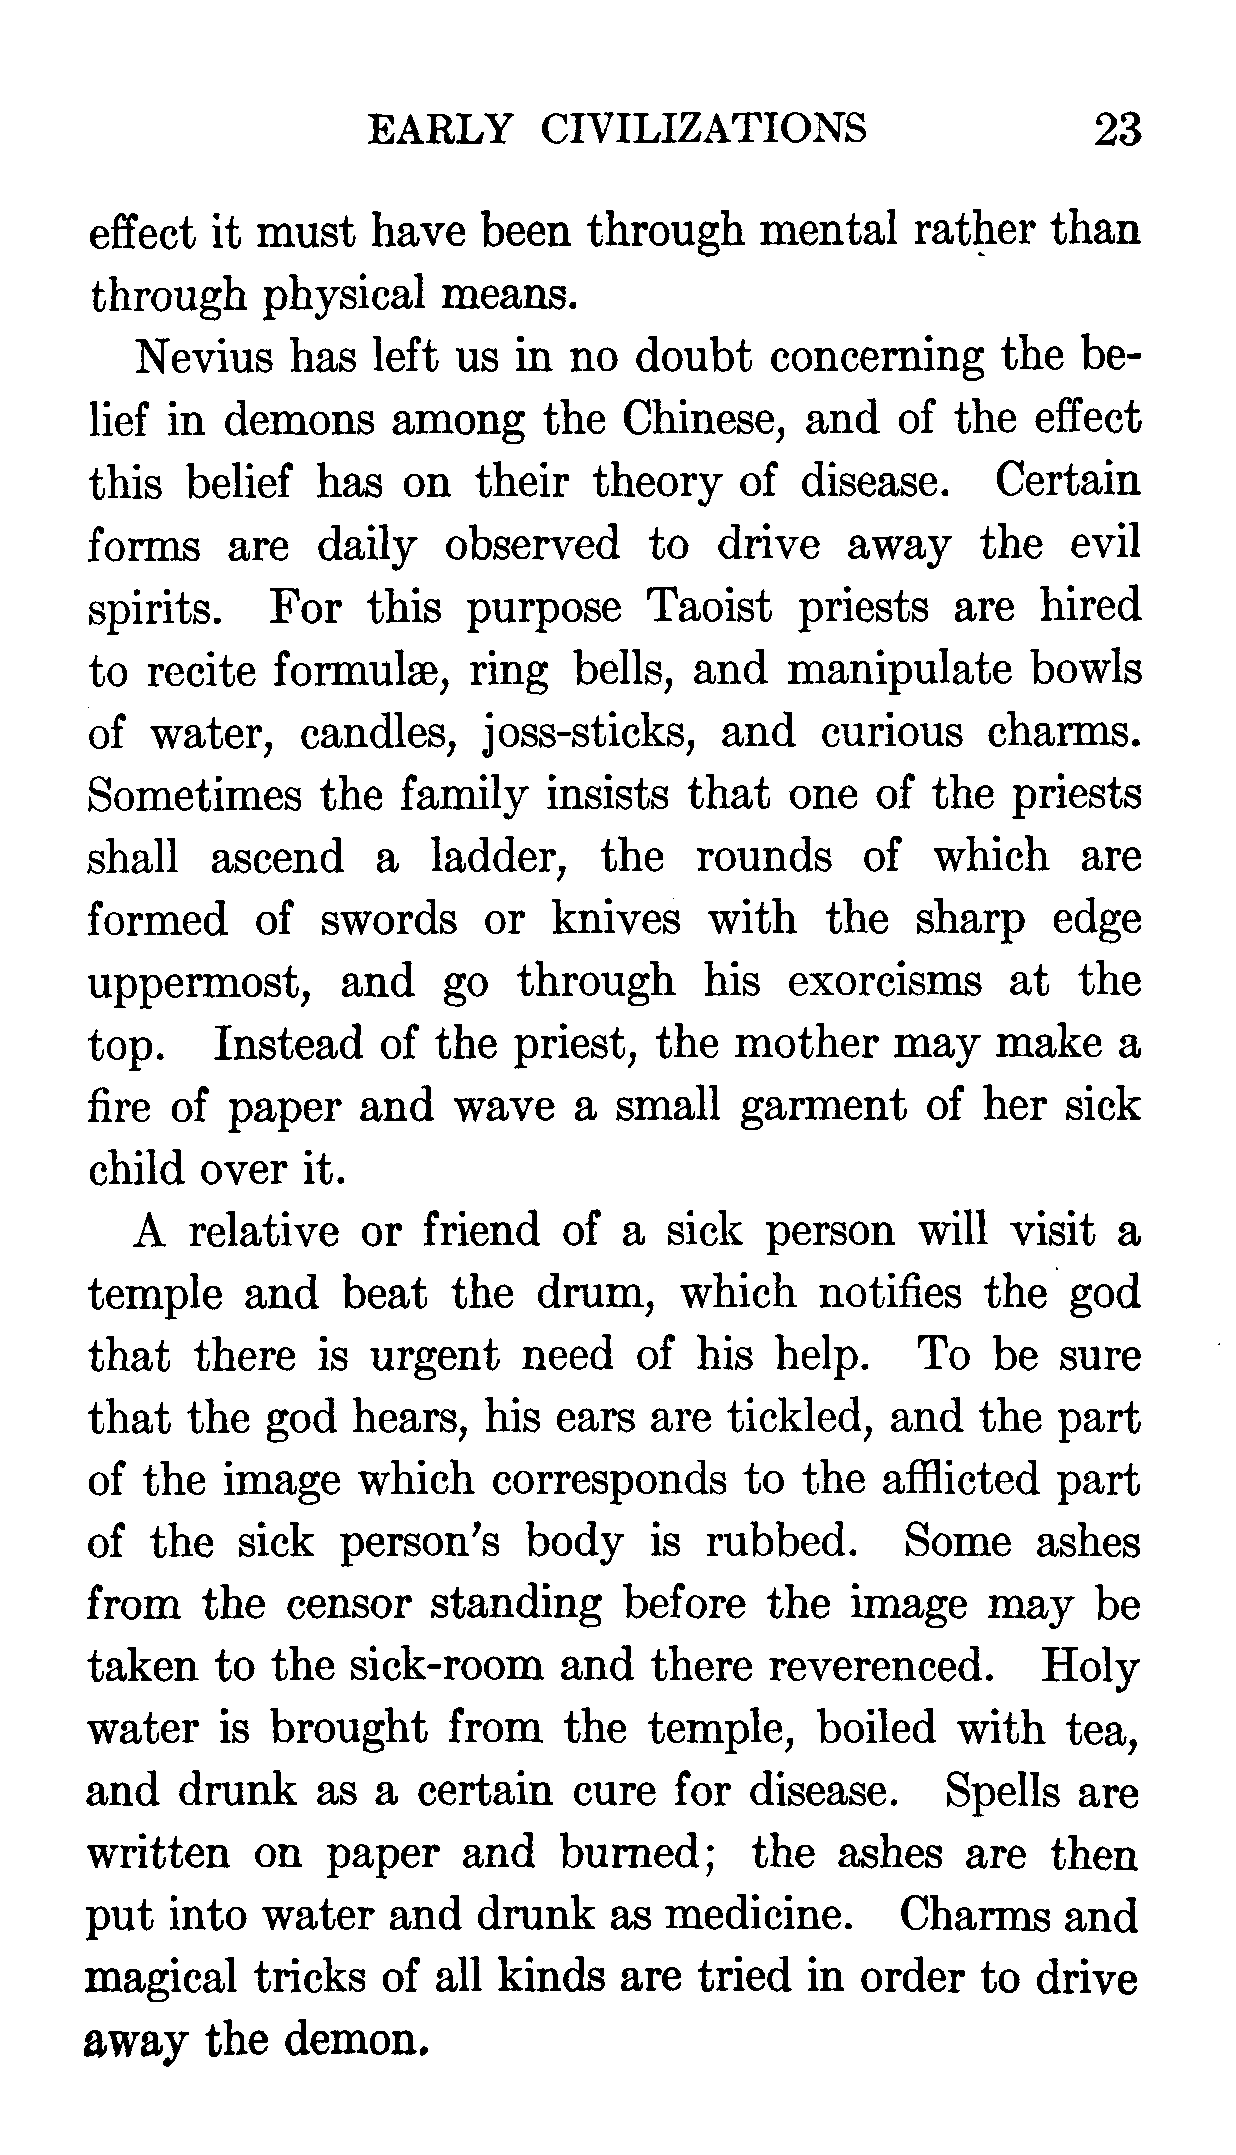 EARLY CIVILIZATIONS 23
effect it must have been through mental rather than
through physical means.
Nevius has left us in no doubt concerning the be-
lief in demons among the Chinese, and of the effect
this belief has on their theory of disease. Certain
forms are daily observed to drive away the evil
spirits. For this purpose Taoist priests are hired
to recite formulæ, ring bells, and manipulate bowls
of water, candles, joss-sticks, and curious charms.
Sometimes the family insists that one of the priests
shall ascend a ladder, the rounds of which are
formed of swords or knives with the sharp edge
uppermost, and go through his exorcisms at the
top. Instead of the priest, the mother may make a
fire of paper and wave a small garment of her sick
child over it.
A relative or friend of a sick person will visit a
temple and beat the drum, which notifies the god
that there is urgent need of his help. To be sure
that the god hears, his ears are tickled, and the part
of the image which corresponds to the afflicted part
of the sick person's body is rubbed. Some ashes
from the censor standing before the image may be
taken to the sick-room and there reverenced. Holy
water is brought from the temple, boiled with tea,
and drunk as a certain cure for disease. Spells are
written on paper and burned; the ashes are then
put into water and drunk as medicine. Charms and
magical tricks of all kinds are tried in order to drive
away the demon.